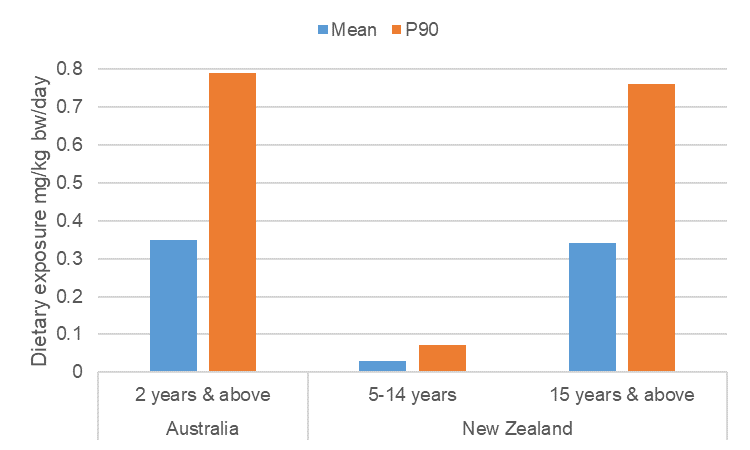 Mean P90
Dietary exposure mg/kg bw/day
0.8
0.7
0.6
0.5
0.4
0.3
0.2
0.1
0
2 years & above 5-14 years 15 years & above
Australia New Zealand